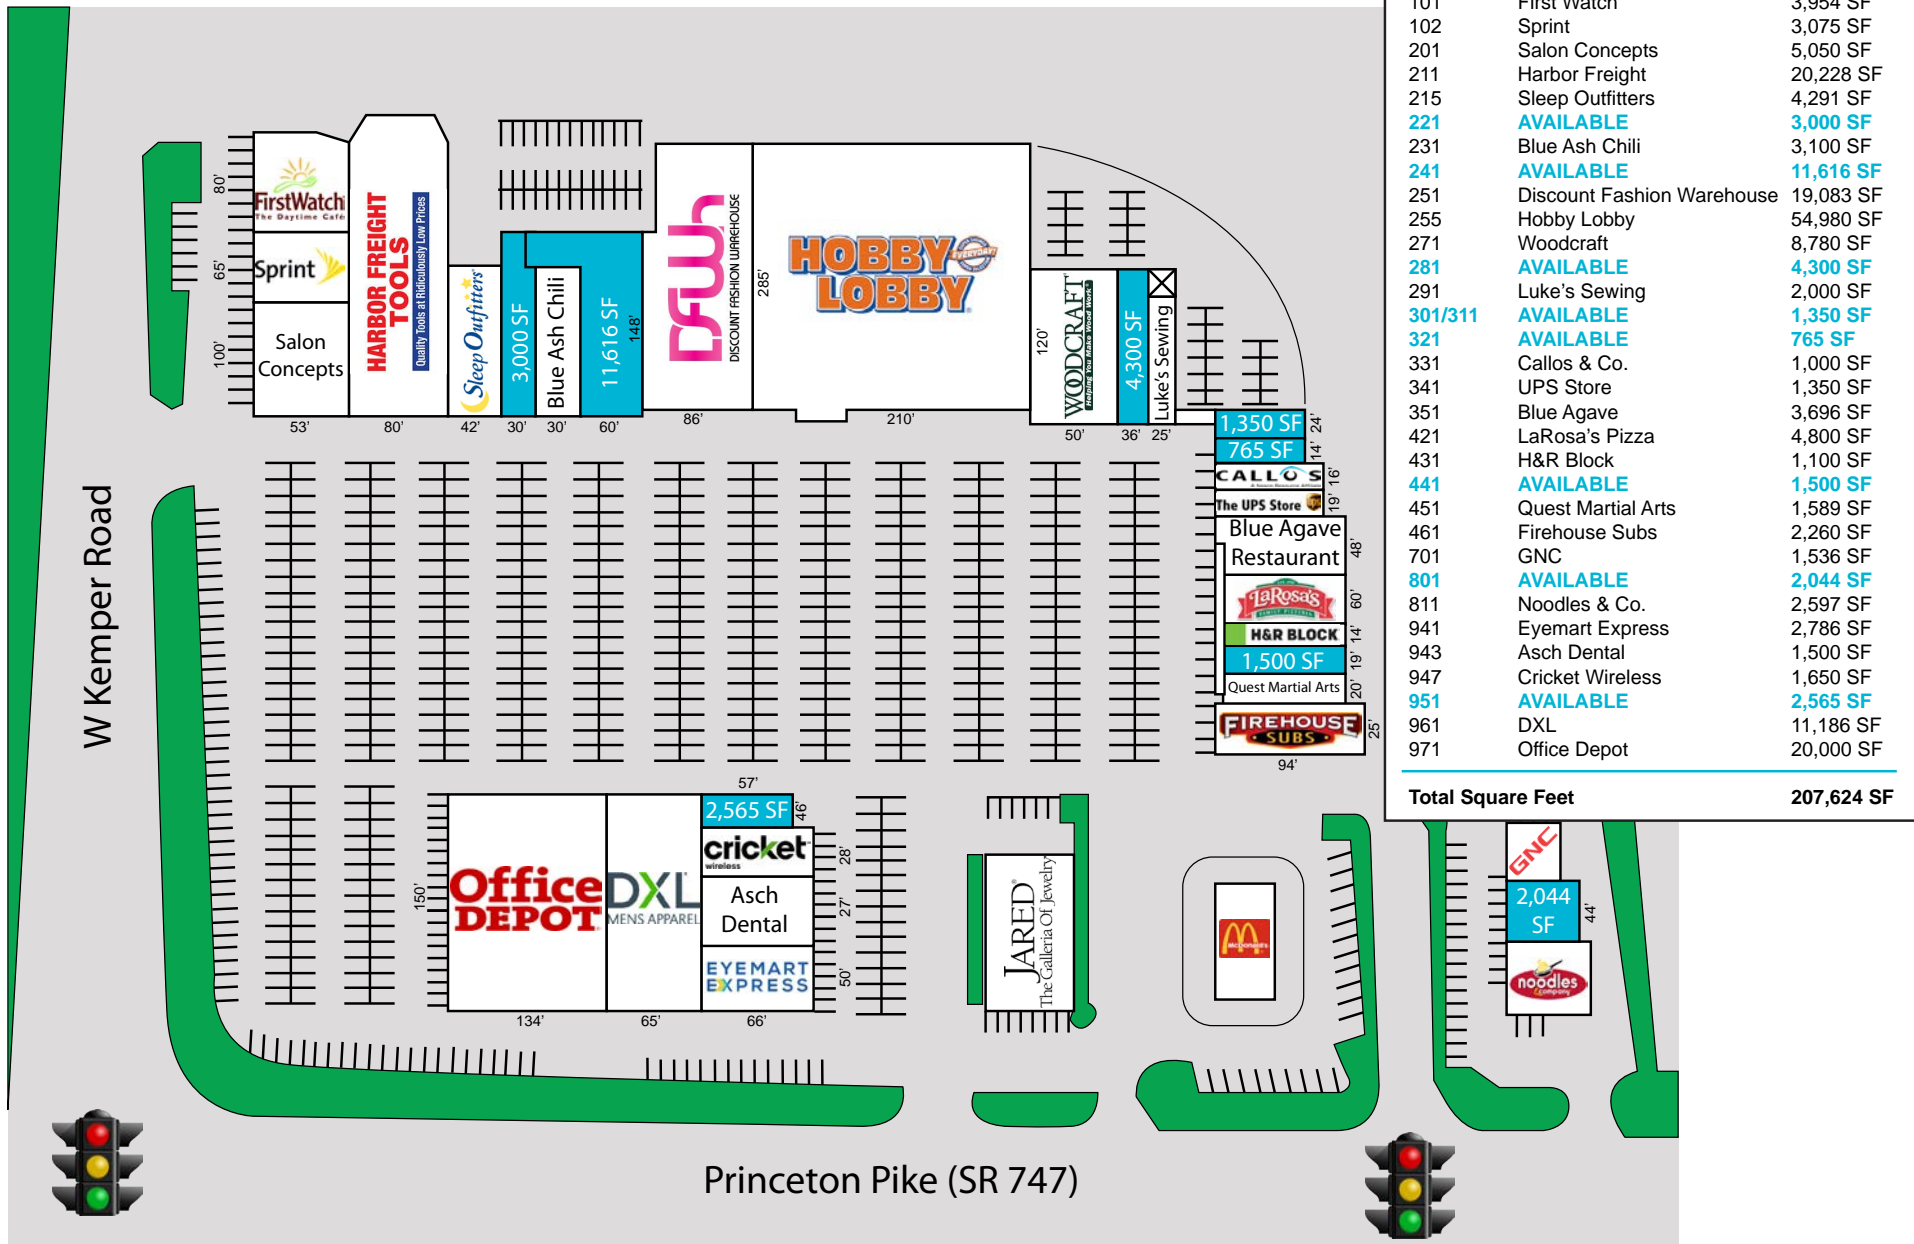 101 First Watch 3,954 SF
102 Sprint 3,075 SF
201 Salon Concepts 5,050 SF
211 Harbor Freight 20,228 SF
215 Sleep Outfitters 4,291 SF
221 AVAILABLE 3,000 SF
231 Blue Ash Chili 3,100 SF
241 AVAILABLE 11,616 SF
251 Discount Fashion Warehouse 19,083 SF
255 Hobby Lobby 54,980 SF
271 Woodcraft 8,780 SF
281 AVAILABLE 4,300 SF
291 Luke's Sewing 2,000 SF
301/311 AVAILABLE 1,350 SF
321 AVAILABLE 765 SF
331 Callos & Co. 1,000 SF
341 UPS Store 1,350 SF
351 Blue Agave 3,696 SF
421 LaRosa's Pizza 4,800 SF
431 H&R Block 1,100 SF
441 AVAILABLE 1,500 SF
451 Quest Martial Arts 1,589 SF
461 Firehouse Subs 2,260 SF
701 GNC 1,536 SF
801 AVAILABLE 2,044 SF
811 Noodles & Co. 2,597 SF
941 Eyemart Express 2,786 SF
943 Asch Dental 1,500 SF
947 Cricket Wireless 1,650 SF
951 AVAILABLE 2,565 SF
961 DXL 11,186 SF
971 Office Depot 20,000 SF
Total Square Feet 207,624 SF
80'
FirstWatch
The Daytime Café
65'
Sprint
100'
Salon
Concepts
53'
HARBOR FREIGHT
TOOLS
Quality Tools at Ridiculously Low Prices
80'
SleepOutfitters
42'
3,000 SF
30'
Blue Ash Chili
30'
11,616 SF
148'
60'
DFWh
DISCOUNT FASHION WAREHOUSE
86'
285'
HOBBY
LOBBY
EVERYDAY
210'
120'
WOODCRAFT
Helping You Make Wood Work
50'
4,300 SF
36'
Luke's Sewing
25'
1,350 SF
24'
765 SF
14'
CALLOS
16'
The UPS Store
19'
Blue Agave
Restaurant
48'
LaRosa's
FAMILY PIZZERIA
60'
H&R BLOCK
14'
1,500 SF
19'
Quest Martial Arts
20'
FIREHOUSE
SUBS
25'
94'
W Kemper Road
57'
2,565 SF
46'
cricket
wireless
28'
150'
Office
DEPOT
DXL
MENS APPAREL
Asch
Dental
27'
EYEMART
EXPRESS
50'
134'
65'
66'
JARED
The Galleria Of Jewelry
McDonald's
GNC
2,044
SF
44'
noodles
&company
Princeton Pike (SR 747)